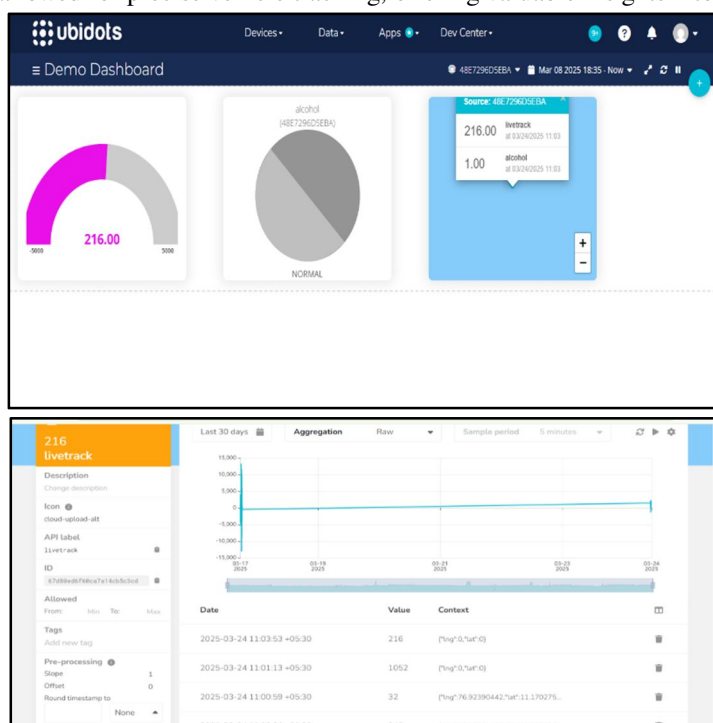 ubidots
Devices Data Apps Dev Center
Demo Dashboard
48E7296D5EBA Mar 08 2025 18:35 - Now
216.00
-5000 5000
alcohol
(48E7296D5EBA)
NORMAL
Source: 48E7296D5EBA
216.00 livetrack
at 03/24/2025 11:03
1.00 alcohol
at 03/24/2025 11:03
+
−
216
livetrack
Description
Change description
Icon
cloud-upload-alt
API label
livetrack
ID
Allowed
From: Min To: Max
Tags
Add new tag
Pre-processing
Slope 1
Offset 0
Round timestamp to
None
Last 30 days Aggregation Raw Sample period 5 minutes
15,000
10,000
5,000
0
-5,000
-10,000
-15,000
03-17 03-19 03-21 03-23 03-24
2025 2025 2025 2025 2025
Date Value Context
2025-03-24 11:03:53 +05:30 216 {"lng":0,"lat":0}
2025-03-24 11:01:13 +05:30 1052 {"lng":0,"lat":0}
2025-03-24 11:00:59 +05:30 32 {"lng":76.92390442,"lat":11.170275...